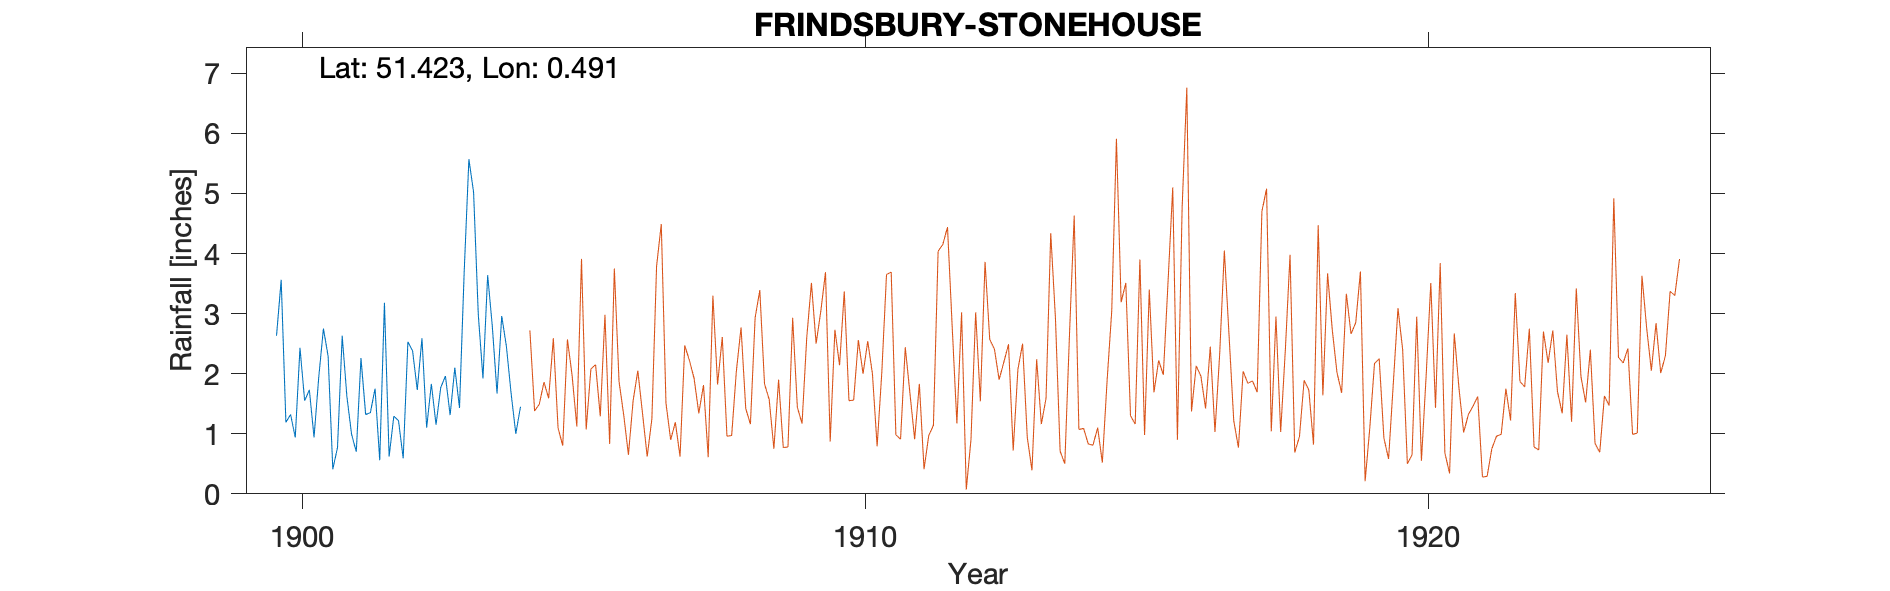 FRINDSBURY-STONEHOUSE
Lat: 51.423, Lon: 0.491
Rainfall [inches]
7
6
5
4
3
2
1
0
1900 1910 1920
Year